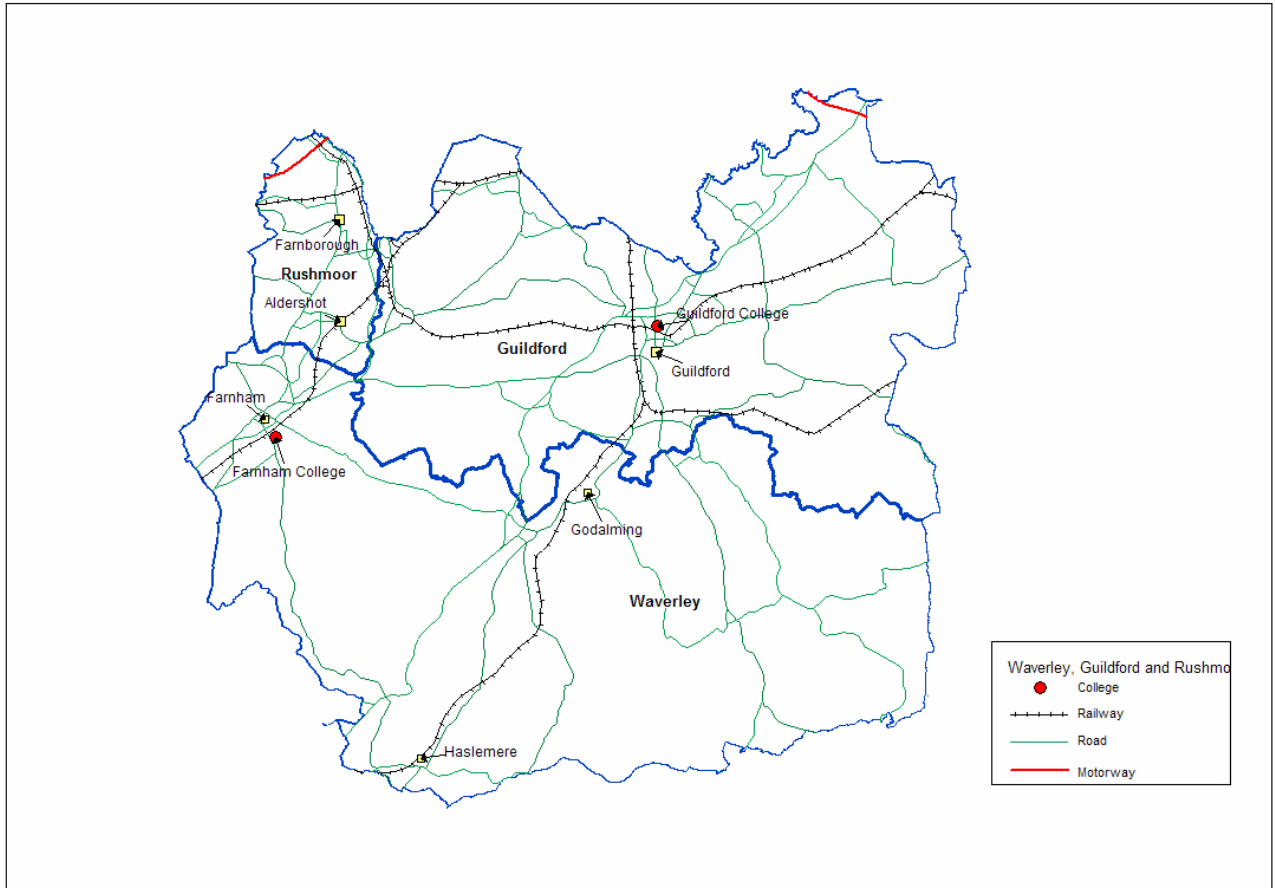 Farnborough
Rushmoor
Aldershot
Guildford College
Guildford
Guildford
Farnham
Farnham College
Godalming
Waverley
Haslemere
Waverley, Guildford and Rushmo
College
Railway
Road
Motorway